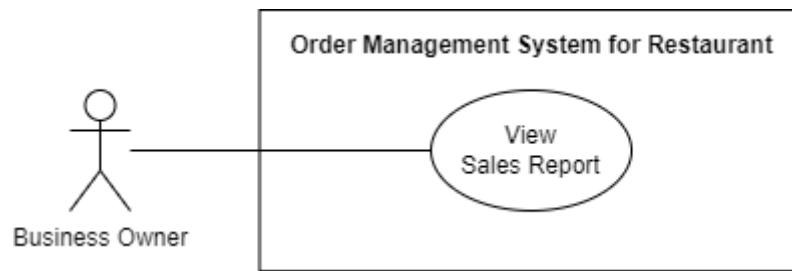 Order Management System for Restaurant
View
Sales Report
Business Owner